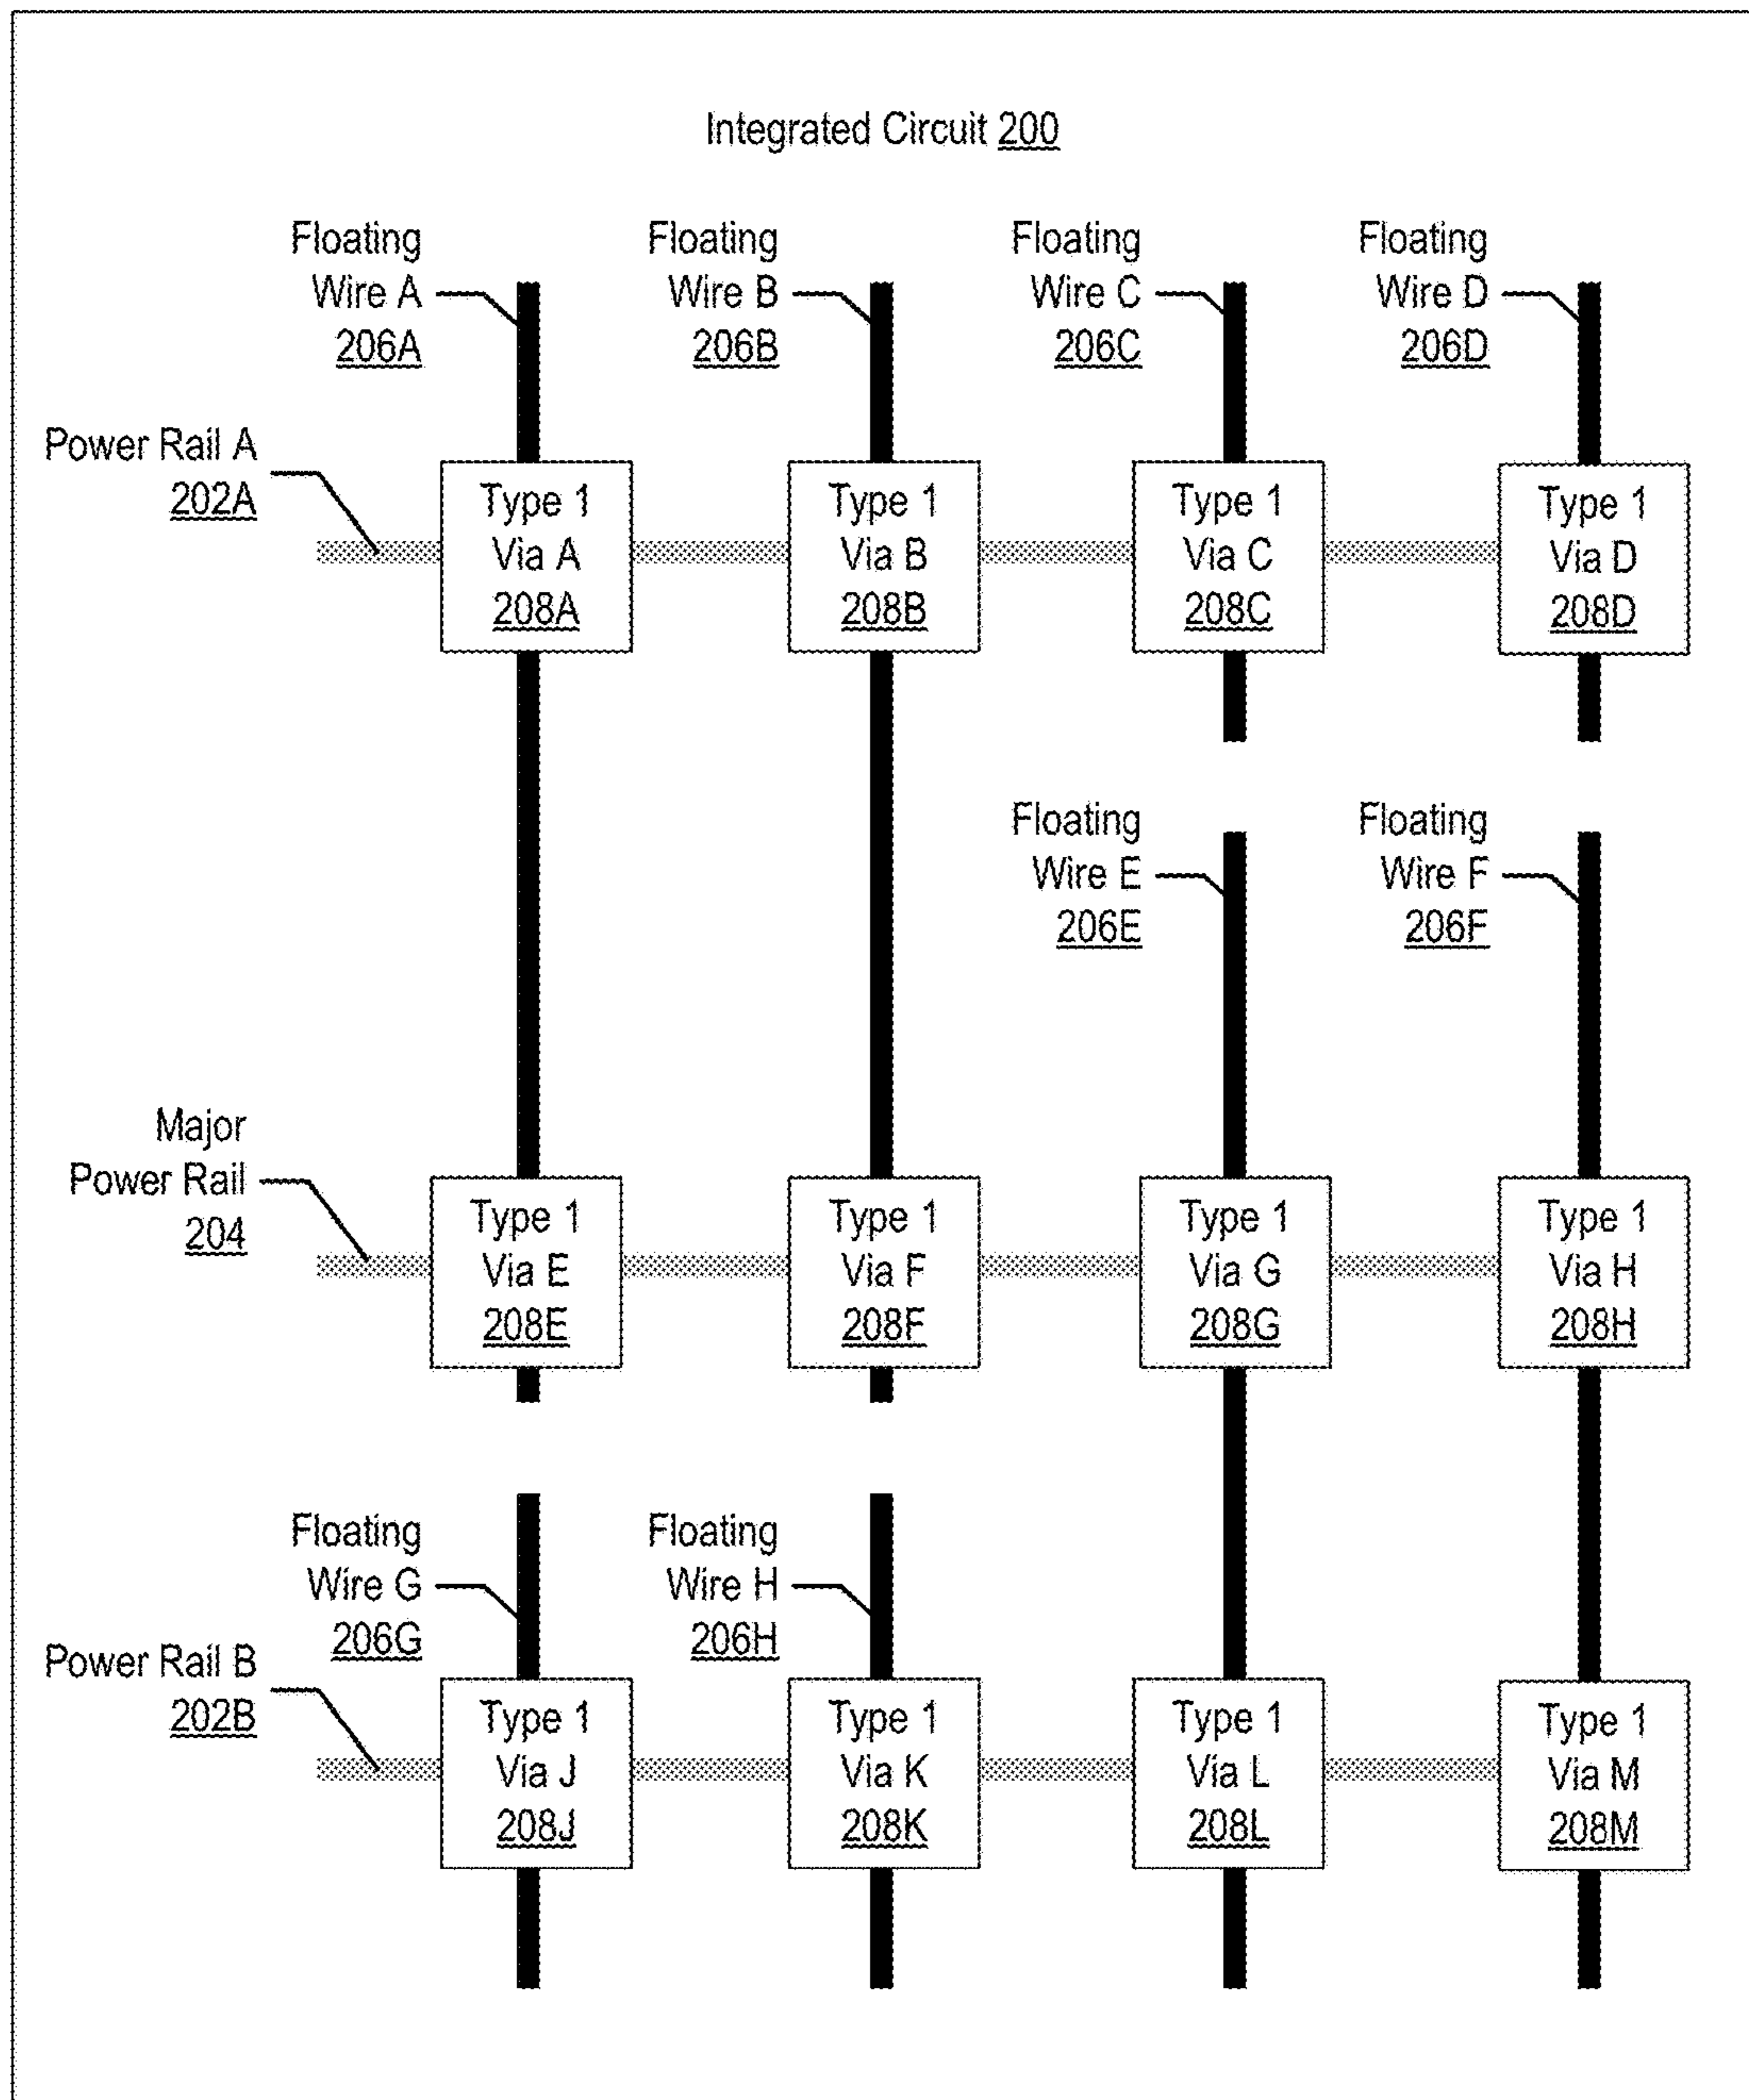 Integrated Circuit 200
Floating
Wire A
206A
Floating
Wire B
206B
Floating
Wire C
206C
Floating
Wire D
206D
Power Rail A
202A
Type 1
Via A
208A
Type 1
Via B
208B
Type 1
Via C
208C
Type 1
Via D
208D
Floating
Wire E
206E
Floating
Wire F
206F
Major
Power Rail
204
Type 1
Via E
208E
Type 1
Via F
208F
Type 1
Via G
208G
Type 1
Via H
208H
Floating
Wire G
206G
Floating
Wire H
206H
Power Rail B
202B
Type 1
Via J
208J
Type 1
Via K
208K
Type 1
Via L
208L
Type 1
Via M
208M